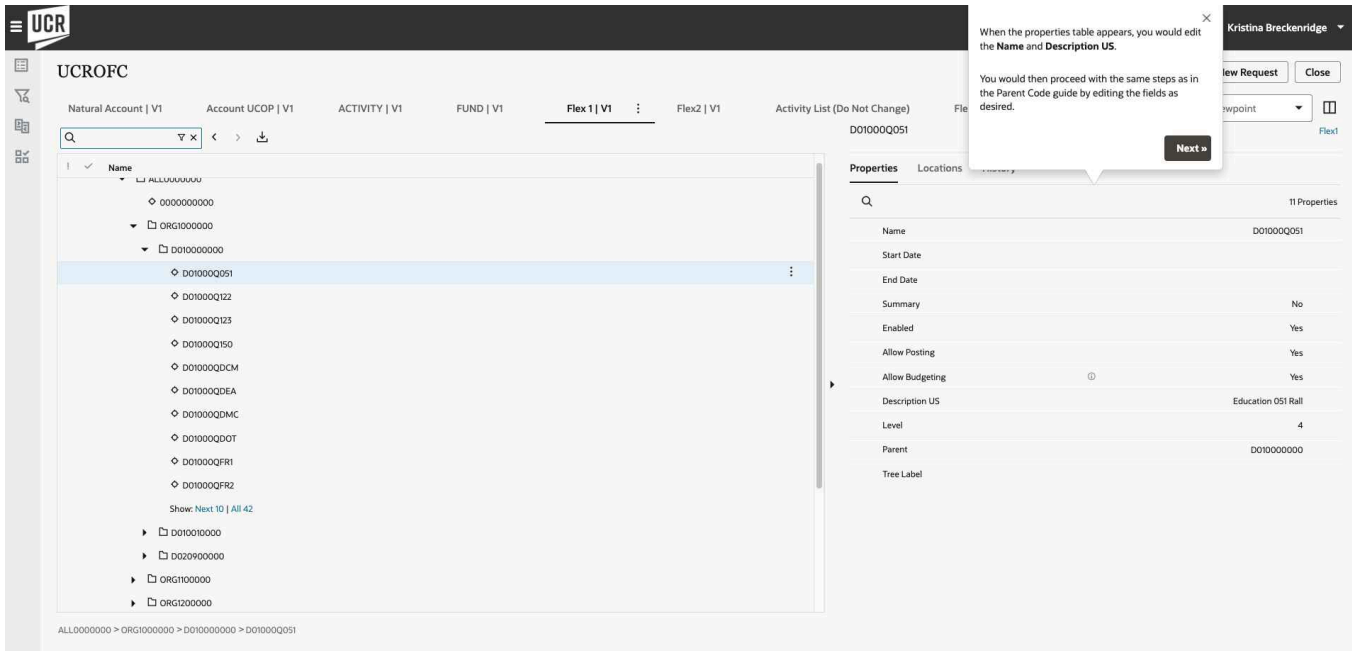 UCR
Kristina Breckenridge
When the properties table appears, you would edit
the Name and Description US.
You would then proceed with the same steps as in
the Parent Code guide by editing the fields as
desired.
Next »
UCROFC
New Request Close
Natural Account | V1 Account UCOP | V1 ACTIVITY | V1 FUND | V1 Flex 1 | V1 Flex2 | V1 Activity List (Do Not Change) Fle ewpoint
D01000Q051 Flex1
Name
Properties Locations History
ALL0000000
0000000000
11 Properties
ORG1000000
D010000000
D01000Q051
D01000Q122
D01000Q123
D01000Q150
D01000QDCM
D01000QDEA
D01000QDMC
D01000QDOT
D01000QFR1
D01000QFR2
Show: Next 10 | All 42
D010010000
D020900000
ORG1100000
ORG1200000
Name D01000Q051
Start Date
End Date
Summary No
Enabled Yes
Allow Posting Yes
Allow Budgeting Yes
Description US Education 051 Rall
Level 4
Parent D010000000
Tree Label
ALL0000000 > ORG1000000 > D010000000 > D01000Q051